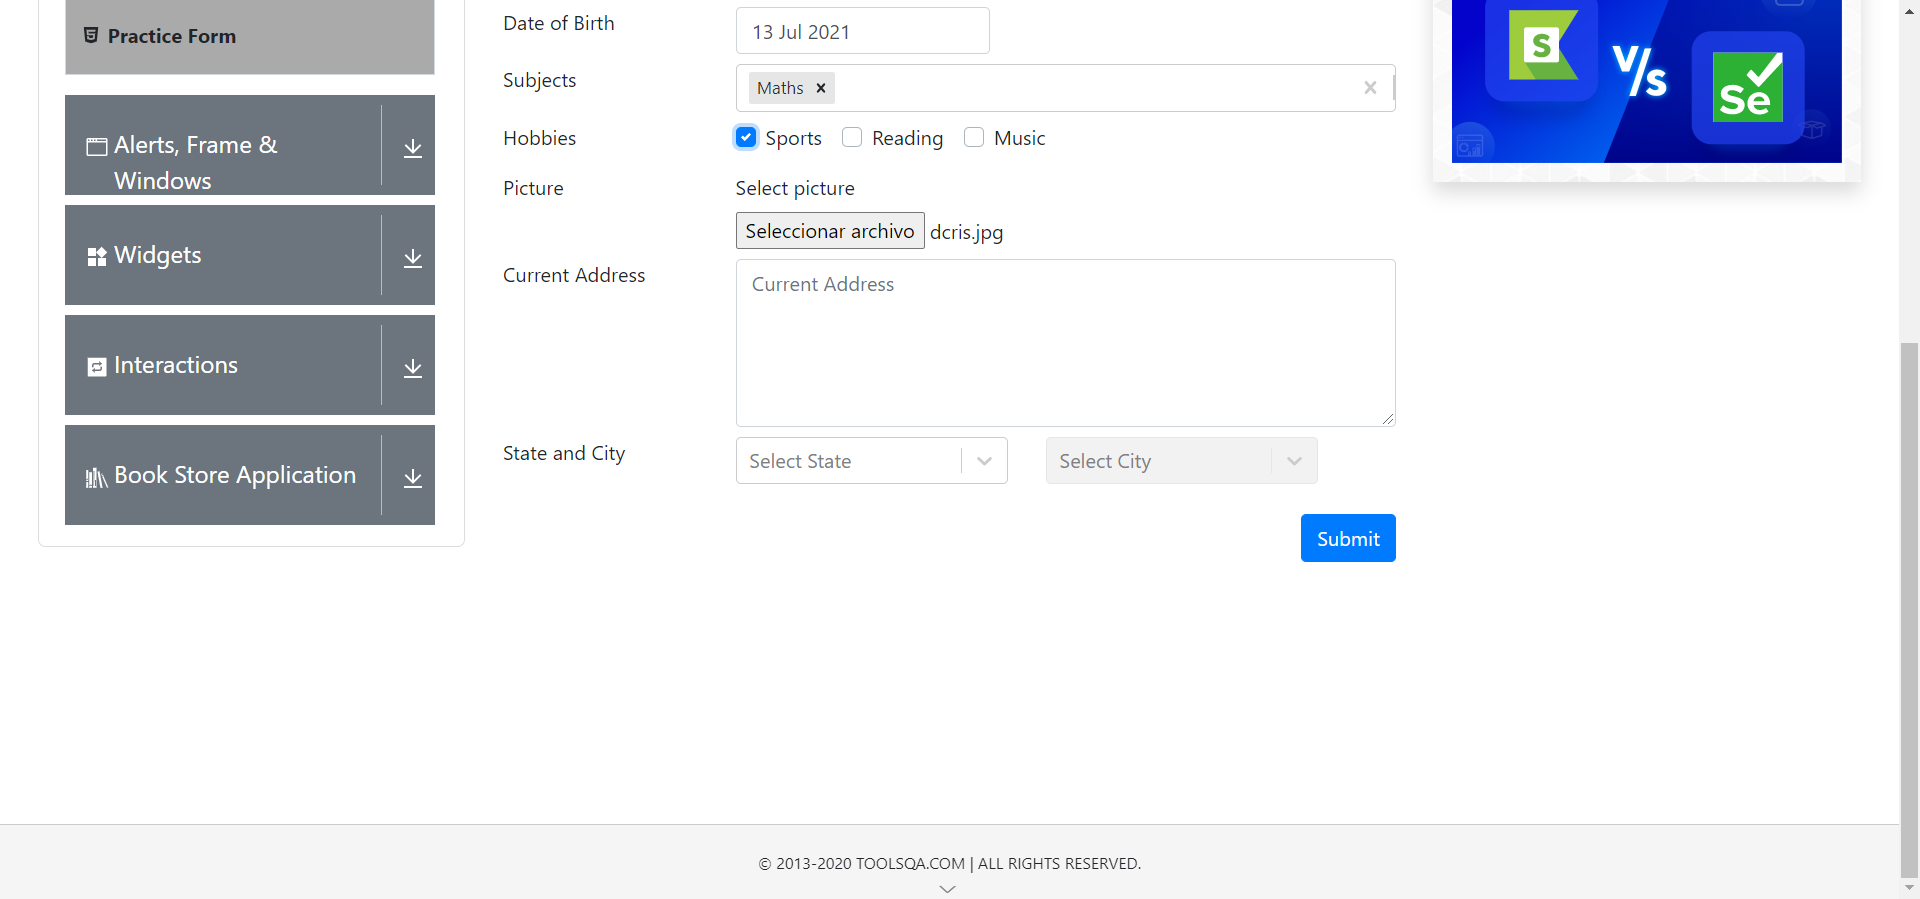 Practice Form
Alerts, Frame &
Windows
Widgets
Interactions
Book Store Application
Date of Birth
13 Jul 2021
Subjects
Maths
Hobbies
Sports Reading Music
Picture
Select picture
Seleccionar archivo dcris.jpg
Current Address
Current Address
State and City
Select State
Select City
Submit
S V/s Se
© 2013-2020 TOOLSQA.COM | ALL RIGHTS RESERVED.